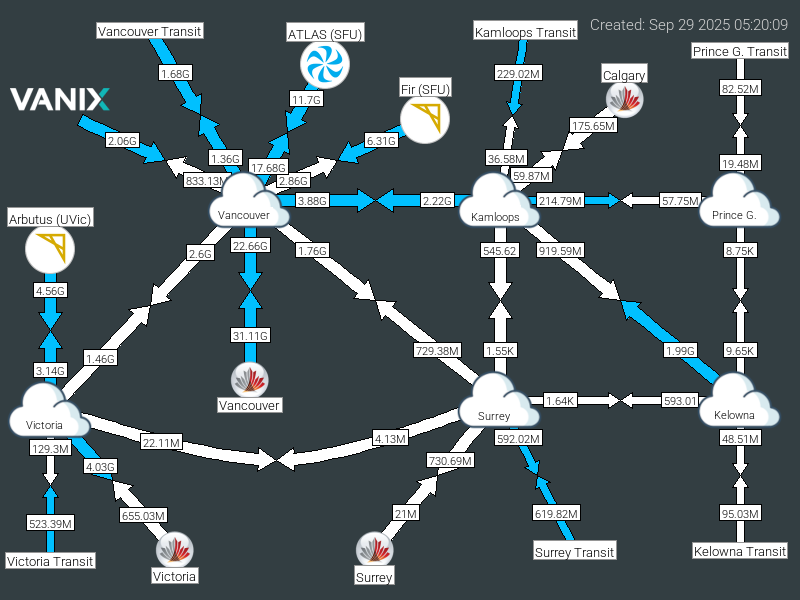 Created: Sep 29 2025 05:20:09
Vancouver Transit
ATLAS (SFU)
Kamloops Transit
Prince G. Transit
1.68G
229.02M
Calgary
82.52M
VANIX
11.7G
Fir (SFU)
175.65M
2.06G
6.31G
1.36G
36.58M
19.48M
17.68G
833.13M
2.86G
59.87M
3.88G
2.22G
214.79M
57.75M
Vancouver
Kamloops
Prince G.
Arbutus (UVic)
2.6G
22.66G
1.76G
545.62
919.59M
8.75K
4.56G
31.11G
1.46G
729.38M
1.55K
1.99G
9.65K
3.14G
Vancouver
1.64K
593.01
Victoria
Surrey
Kelowna
129.3M
22.11M
4.13M
592.02M
48.51M
4.03G
730.69M
523.39M
655.03M
21M
619.82M
95.03M
Victoria Transit
Victoria
Surrey
Surrey Transit
Kelowna Transit